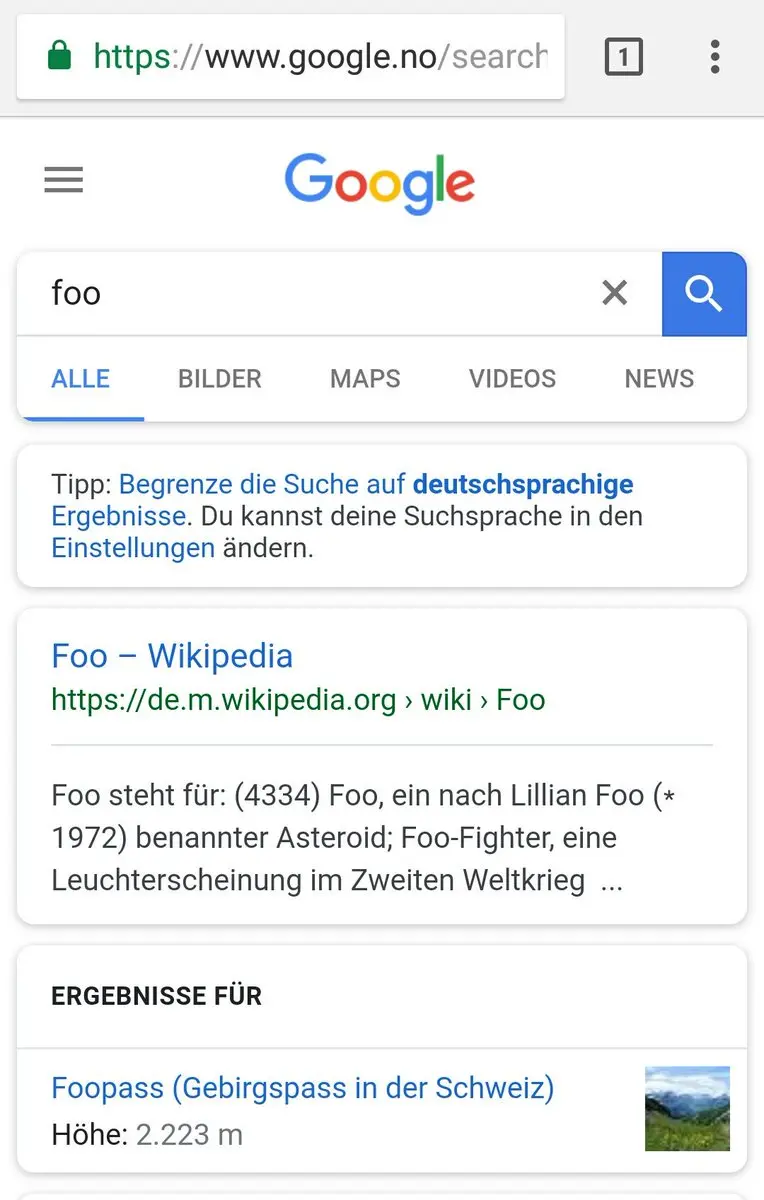 https://www.google.no/search
1
Google
foo
ALLE BILDER MAPS VIDEOS NEWS
Tipp: Begrenze die Suche auf deutschsprachige
Ergebnisse. Du kannst deine Suchsprache in den
Einstellungen ändern.
Foo – Wikipedia
https://de.m.wikipedia.org › wiki › Foo
Foo steht für: (4334) Foo, ein nach Lillian Foo (*
1972) benannter Asteroid; Foo-Fighter, eine
Leuchterscheinung im Zweiten Weltkrieg ...
ERGEBNISSE FÜR
Foopass (Gebirgspass in der Schweiz)
Höhe: 2.223 m